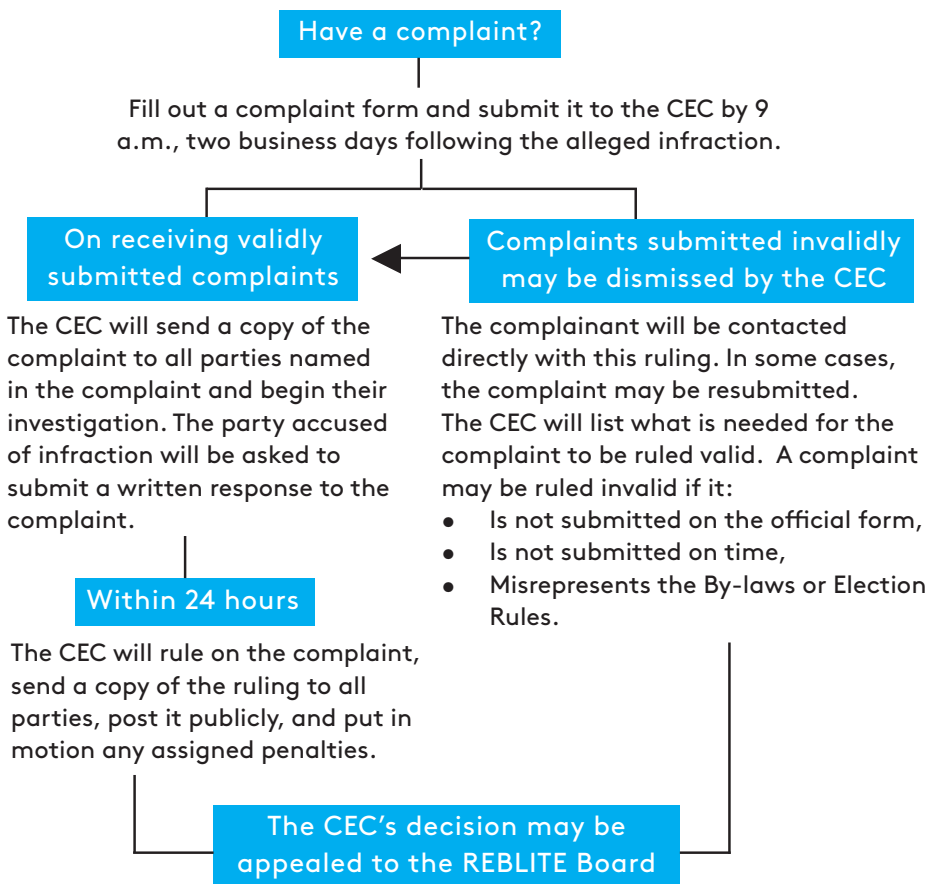 Have a complaint?
Fill out a complaint form and submit it to the CEC by 9
a.m., two business days following the alleged infraction.
On receiving validly
submitted complaints
The CEC will send a copy of the
complaint to all parties named
in the complaint and begin their
investigation. The party accused
of infraction will be asked to
submit a written response to the
complaint.
Within 24 hours
The CEC will rule on the complaint,
send a copy of the ruling to all
parties, post it publicly, and put in
motion any assigned penalties.
Complaints submitted invalidly
may be dismissed by the CEC
The complainant will be contacted
directly with this ruling. In some cases,
the complaint may be resubmitted.
The CEC will list what is needed for the
complaint to be ruled valid.  A complaint
may be ruled invalid if it:
• Is not submitted on the official form,
• Is not submitted on time,
• Misrepresents the By-laws or Election
Rules.
The CEC's decision may be
appealed to the REBLITE Board